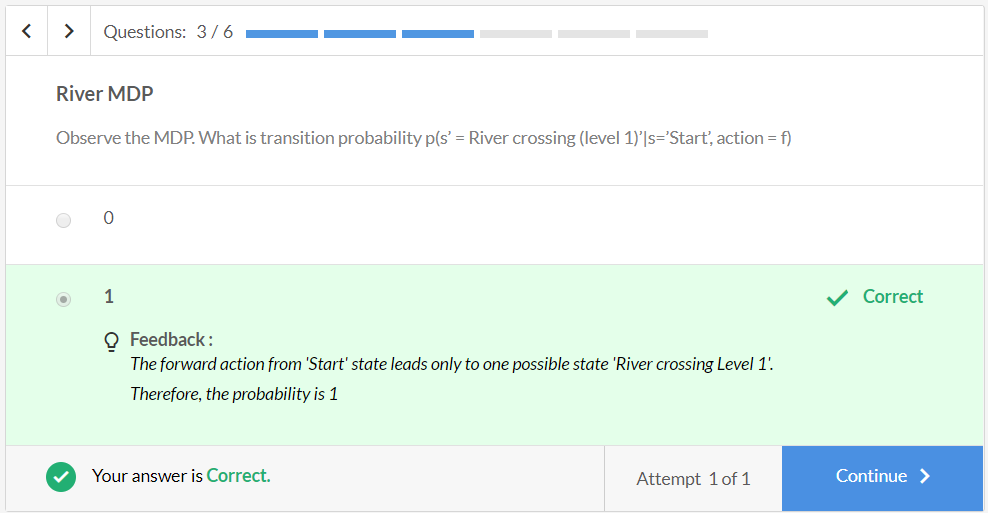 Questions: 3 / 6
River MDP
Observe the MDP. What is transition probability p(s’ = River crossing (level 1)’|s=’Start’, action = f)
0
1
Correct
Feedback :
The forward action from 'Start' state leads only to one possible state 'River crossing Level 1'.
Therefore, the probability is 1
Your answer is Correct.
Attempt 1 of 1
Continue